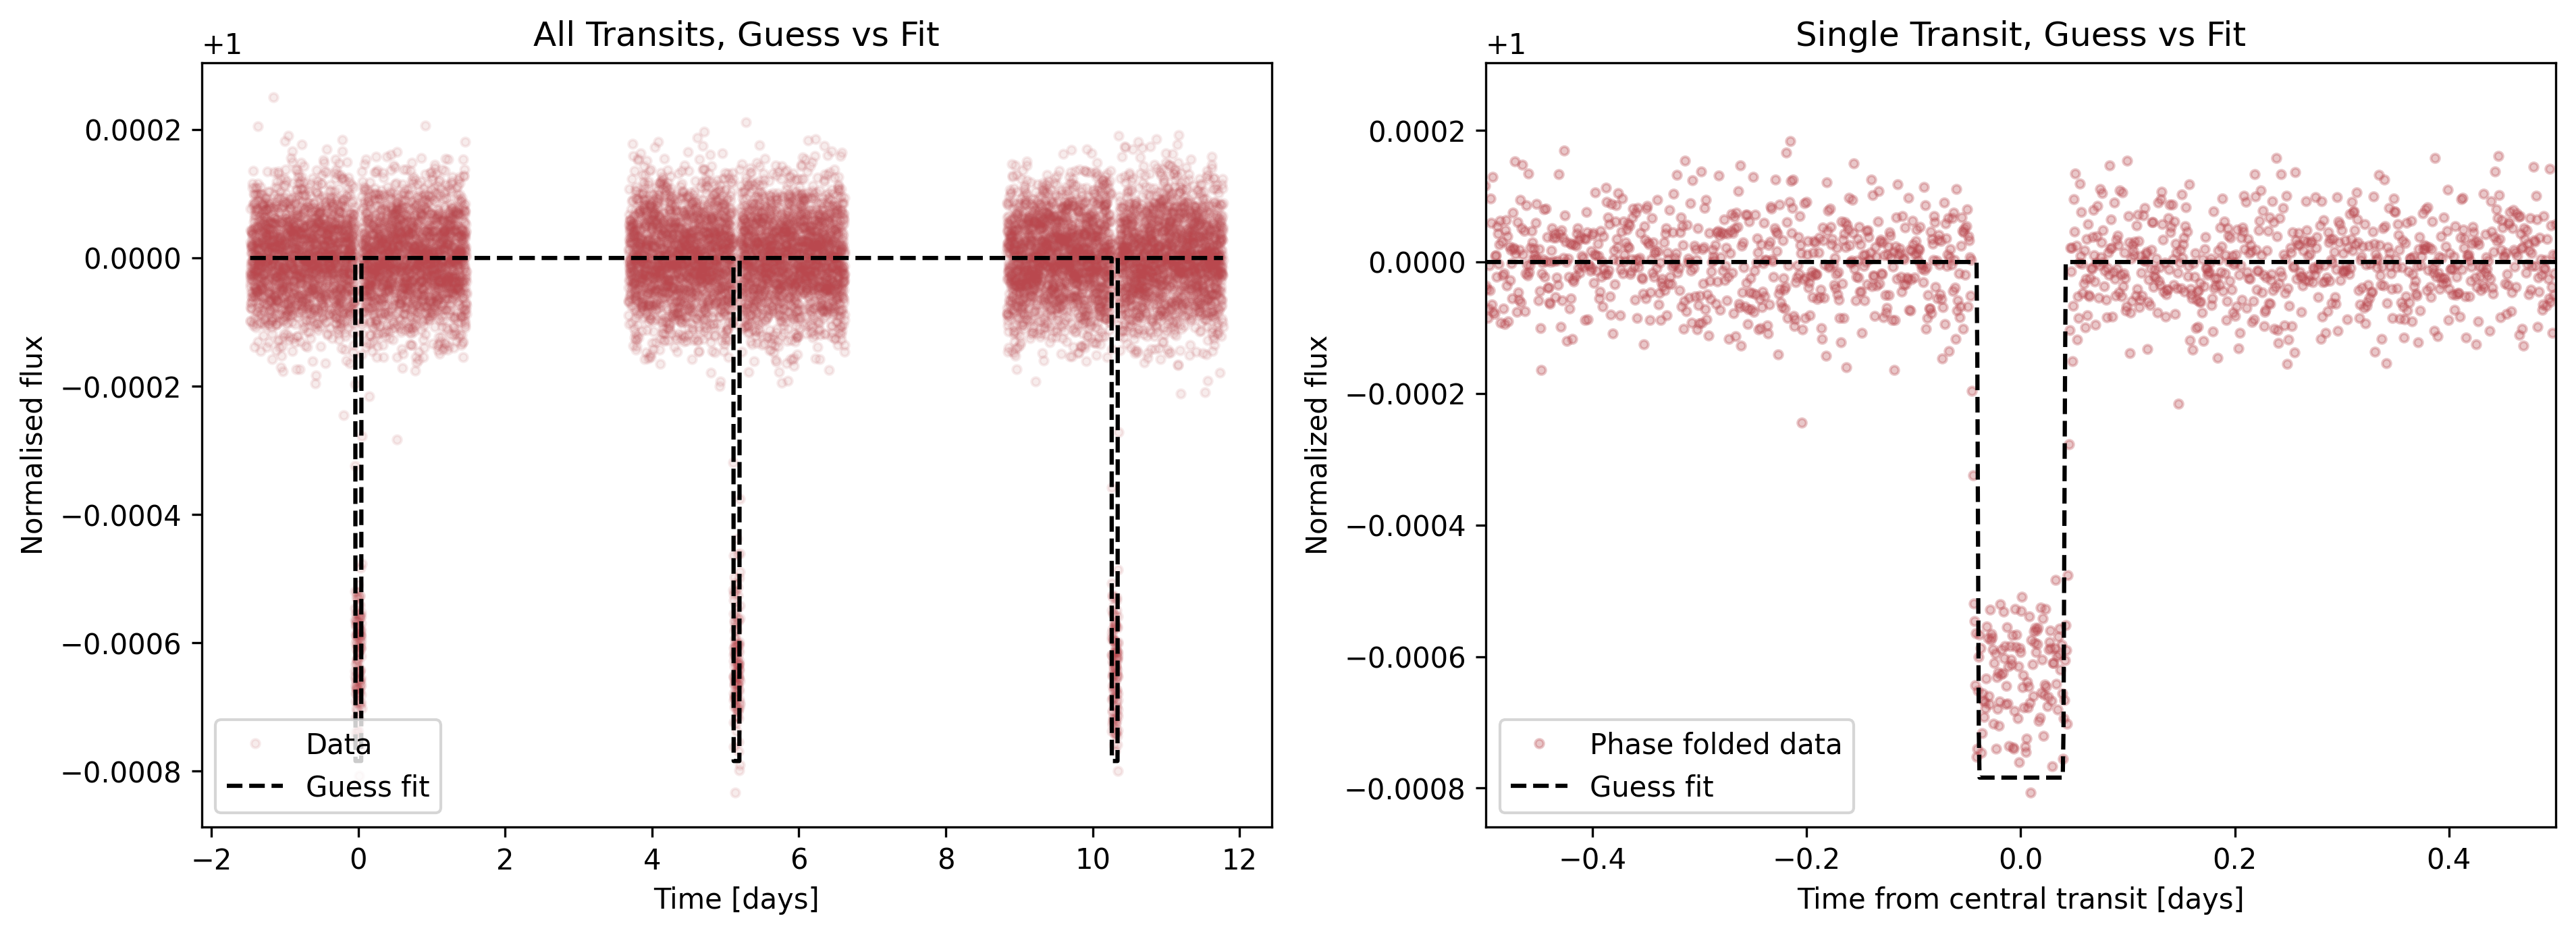 All Transits, Guess vs Fit
+1
0.0002
0.0000
−0.0002
−0.0004
−0.0006
−0.0008
Normalised flux
Data
Guess fit
−2
0
2
4
6
8
10
12
Time [days]
Single Transit, Guess vs Fit
+1
0.0002
0.0000
−0.0002
−0.0004
−0.0006
−0.0008
Normalized flux
Phase folded data
Guess fit
−0.4
−0.2
0.0
0.2
0.4
Time from central transit [days]